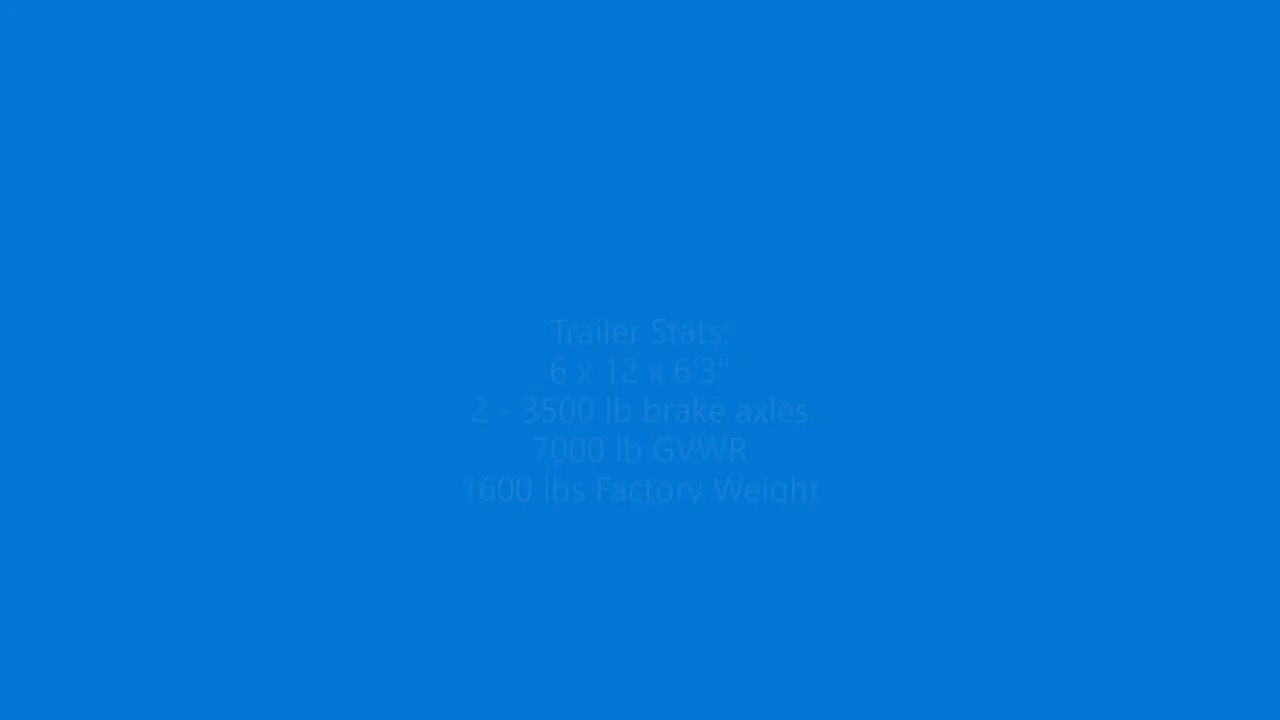 Trailer Stats:
6 x 12 x 6'3"
2 - 3500 lb brake axles
7000 lb GVWR
1600 lbs Factory Weight